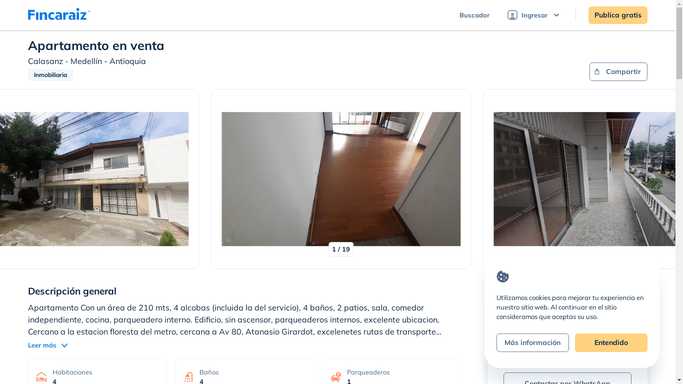 Fincaraiz
Buscador
Ingresar
Publica gratis
Apartamento en venta
Calasanz - Medellín - Antioquia
Inmobiliaria
Compartir
1 / 19
Descripción general
Apartamento Con un área de 210 mts, 4 alcobas (incluida la del servicio), 4 baños, 2 patios, sala, comedor
independiente, cocina, parqueadero interno. Edificio, sin ascensor, parqueaderos internos, excelente ubicacion,
Cercana a la estacion floresta del metro, cercana a Av 80, Atanasio Girardot, excelenetes rutas de transporte...
Leer más
Habitaciones
4
Baños
4
Parqueaderos
1
Utilizamos cookies para mejorar tu experiencia en
nuestro sitio web. Al continuar en el sitio
consideramos que aceptas su uso.
Más información
Entendido
Contactar por WhatsApp